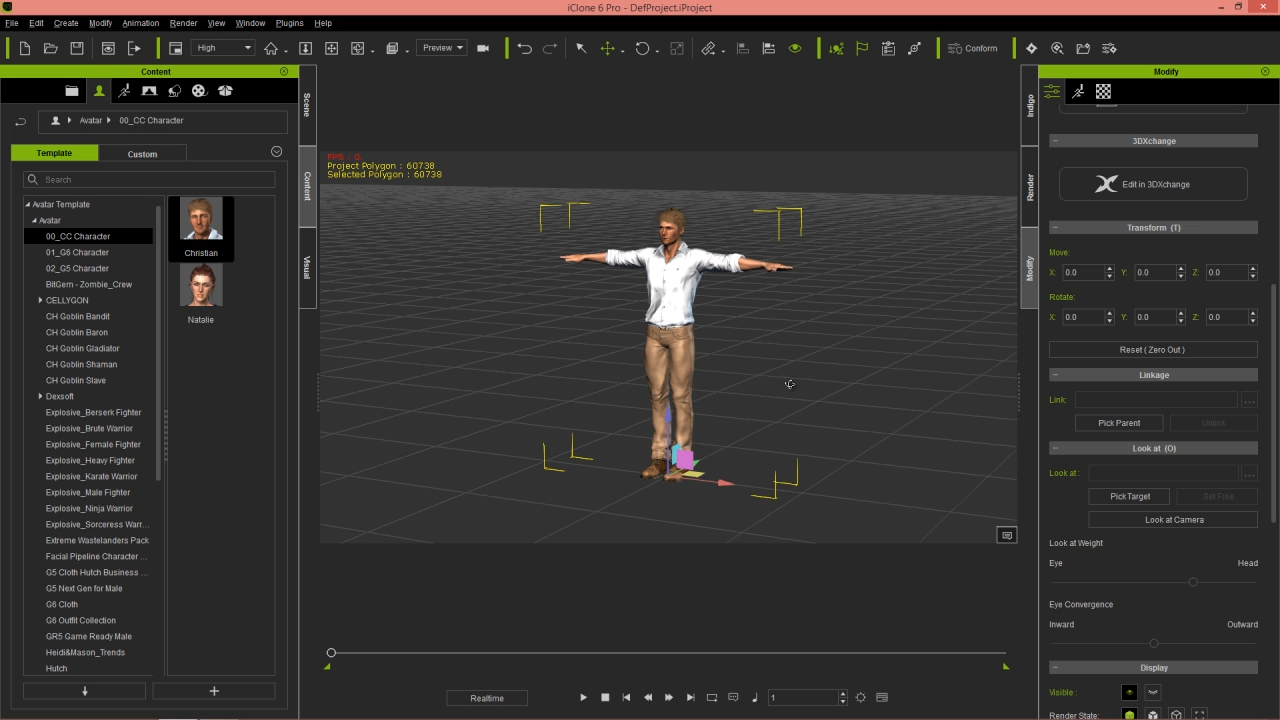 iClone 6 Pro - DefProject.iProject
File Edit Create Modify Animation Render View Window Plugins Help
High Preview Conform
Content
Avatar 00_CC Character
Template Custom
Search
Avatar Template
Avatar
00_CC Character
01_G6 Character
02_G5 Character
BitGem - Zombie_Crew
CELLYGON
CH Goblin Bandit
CH Goblin Baron
CH Goblin Gladiator
CH Goblin Shaman
CH Goblin Slave
Dexsoft
Explosive_Berserk Fighter
Explosive_Brute Warrior
Explosive_Female Fighter
Explosive_Heavy Fighter
Explosive_Karate Warrior
Explosive_Male Fighter
Explosive_Ninja Warrior
Explosive_Sorceress Warr...
Extreme Wastelanders Pack
Facial Pipeline Character ...
G5 Cloth Hutch Business ...
G5 Next Gen for Male
G6 Cloth
G6 Outfit Collection
GR5 Game Ready Male
Heidi&Mason_Trends
Hutch
Christian
Natalie
Scene
Content
Visual
FPS : 0
Project Polygon : 60738
Selected Polygon : 60738
Realtime
1
Indigo
Render
Modify
Modify
3DXchange
Edit in 3DXchange
Transform (T)
Move:
X: 0.0 Y: 0.0 Z: 0.0
Rotate:
X: 0.0 Y: 0.0 Z: 0.0
Reset ( Zero Out )
Linkage
Link: ...
Pick Parent Unlink
Look at (O)
Look at : ...
Pick Target Set Free
Look at Camera
Look at Weight
Eye Head
Eye Convergence
Inward Outward
Display
Visible :
Render State: